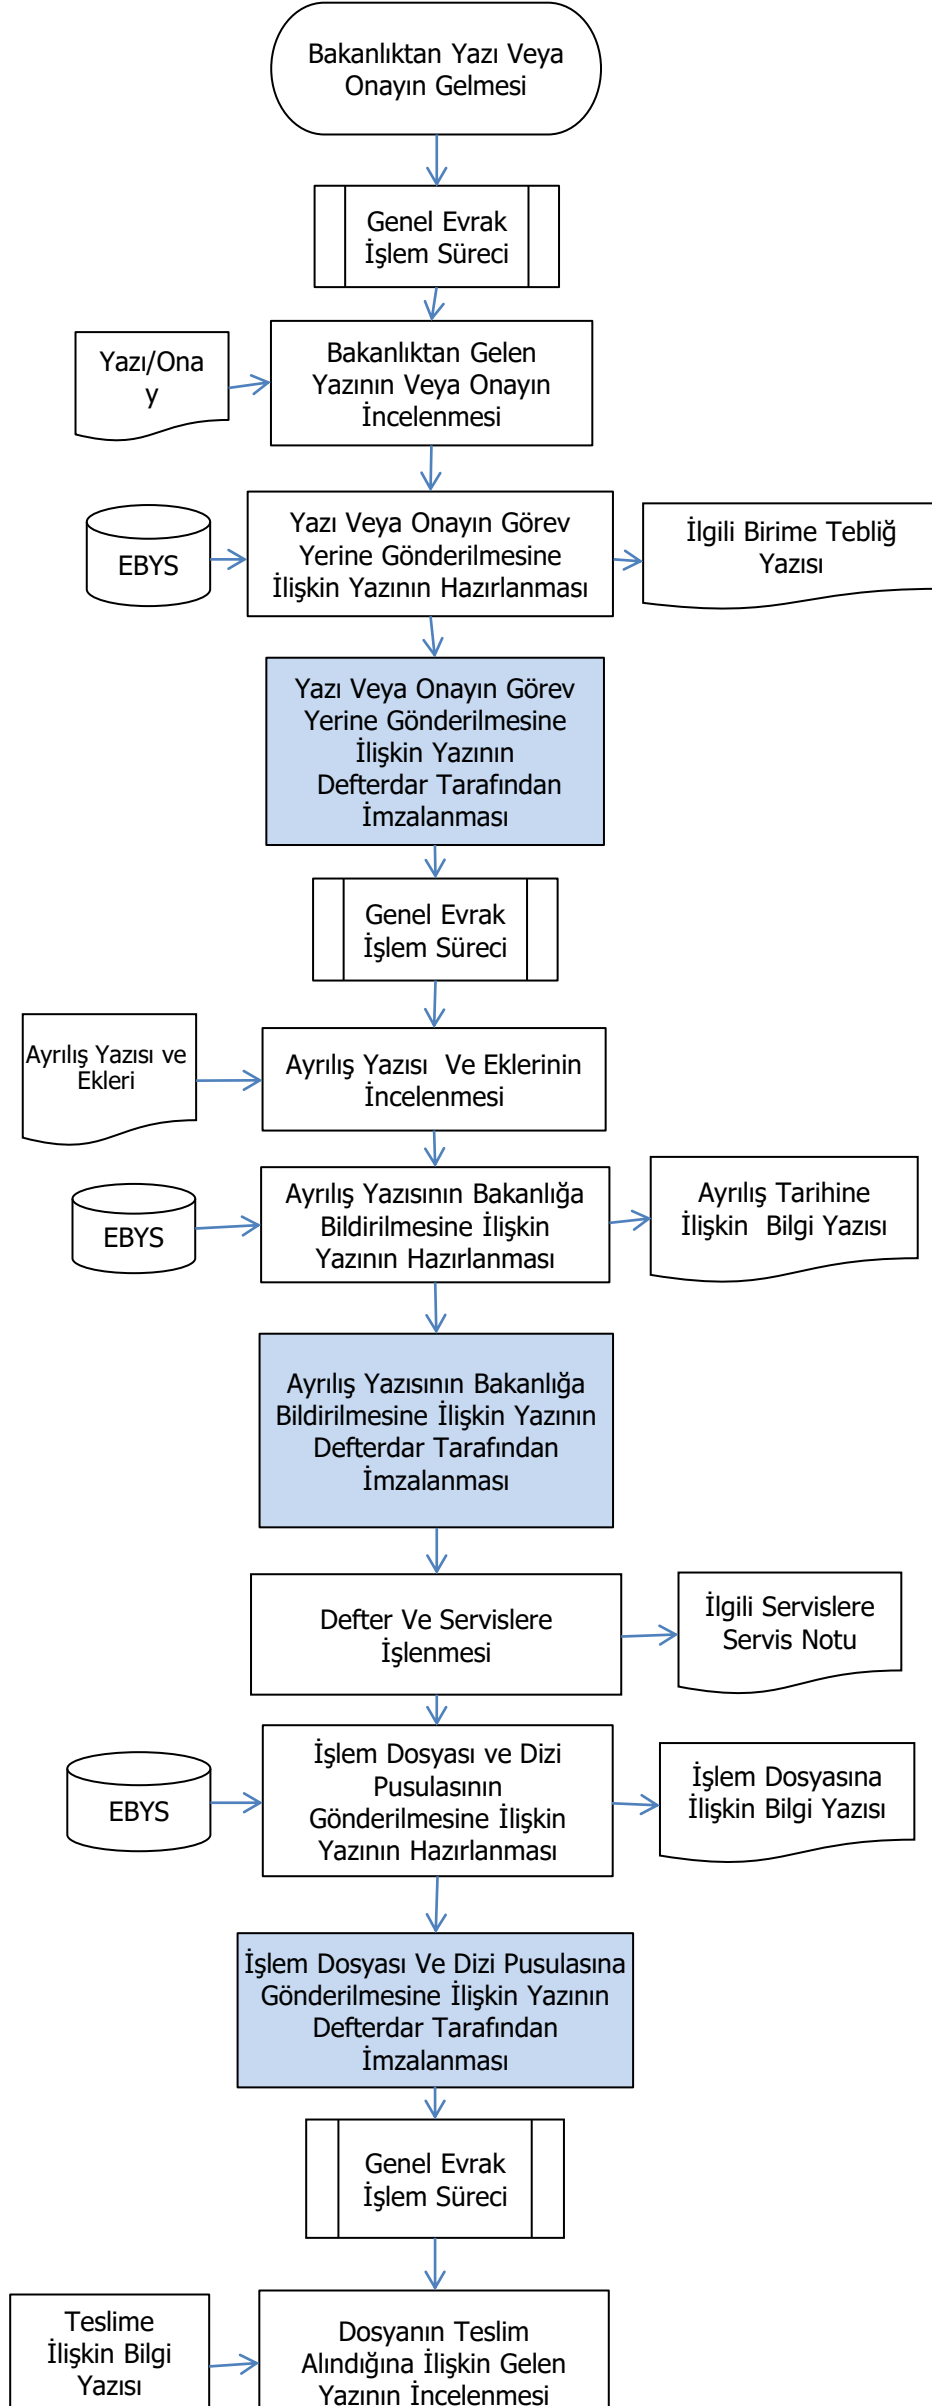 Bakanlıktan Yazı Veya
Onayın Gelmesi
Genel Evrak
İşlem Süreci
Yazı/Ona
y
Bakanlıktan Gelen
Yazının Veya Onayın
İncelenmesi
EBYS
Yazı Veya Onayın Görev
Yerine Gönderilmesine
İlişkin Yazının Hazırlanması
İlgili Birime Tebliğ
Yazısı
Yazı Veya Onayın Görev
Yerine Gönderilmesine
İlişkin Yazının
Defterdar Tarafından
İmzalanması
Genel Evrak
İşlem Süreci
Ayrılış Yazısı ve
Ekleri
Ayrılış Yazısı  Ve Eklerinin
İncelenmesi
EBYS
Ayrılış Yazısının Bakanlığa
Bildirilmesine İlişkin
Yazının Hazırlanması
Ayrılış Tarihine
İlişkin  Bilgi Yazısı
Ayrılış Yazısının Bakanlığa
Bildirilmesine İlişkin Yazının
Defterdar Tarafından
İmzalanması
Defter Ve Servislere
İşlenmesi
İlgili Servislere
Servis Notu
EBYS
İşlem Dosyası ve Dizi
Pusulasının
Gönderilmesine İlişkin
Yazının Hazırlanması
İşlem Dosyasına
İlişkin Bilgi Yazısı
İşlem Dosyası Ve Dizi Pusulasına
Gönderilmesine İlişkin Yazının
Defterdar Tarafından
İmzalanması
Genel Evrak
İşlem Süreci
Teslime
İlişkin Bilgi
Yazısı
Dosyanın Teslim
Alındığına İlişkin Gelen
Yazının İncelenmesi